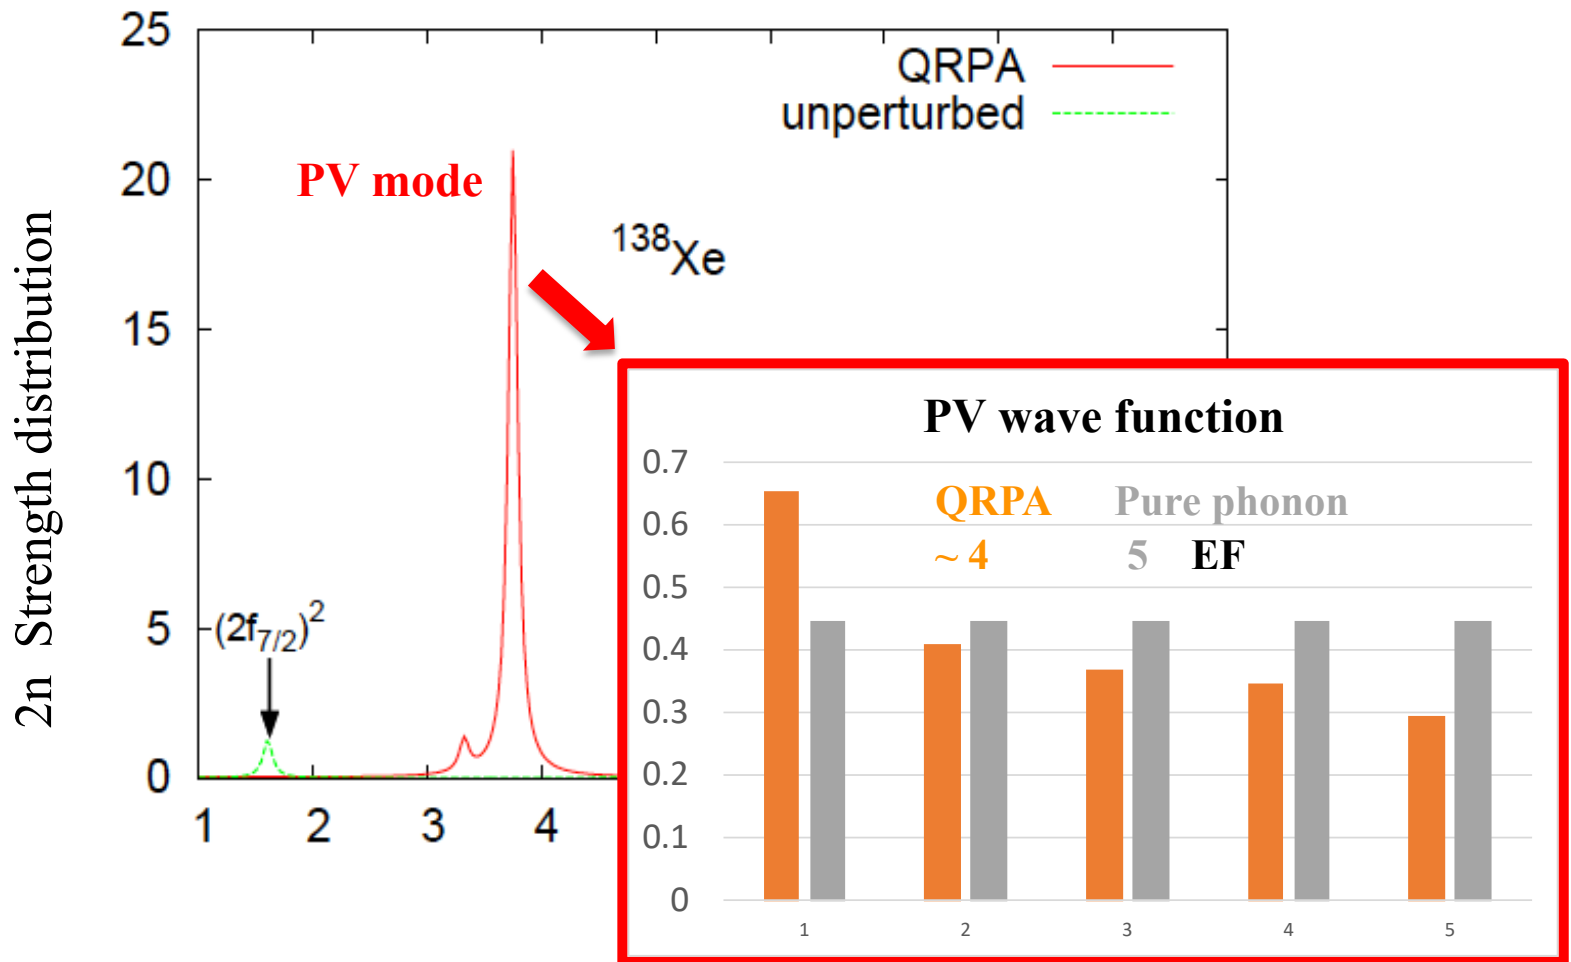 25
20
15
10
5
0
1 2 3 4
2n Strength distribution
QRPA
unperturbed
PV mode
¹³⁸Xe
(2f₇/₂)²
PV wave function
QRPA Pure phonon
~ 4 5 EF
0.7
0.6
0.5
0.4
0.3
0.2
0.1
0
1 2 3 4 5